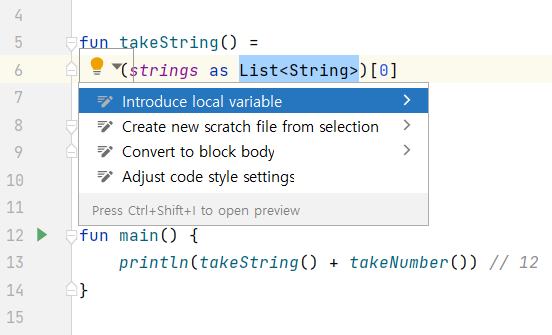 4
5 fun takeString() =
6 (strings as List<String>)[0]
7 Introduce local variable
8 Create new scratch file from selection
9 Convert to block body
10 Adjust code style settings
11 Press Ctrl+Shift+I to open preview
12 fun main() {
13 println(takeString() + takeNumber()) // 12
14 }
15